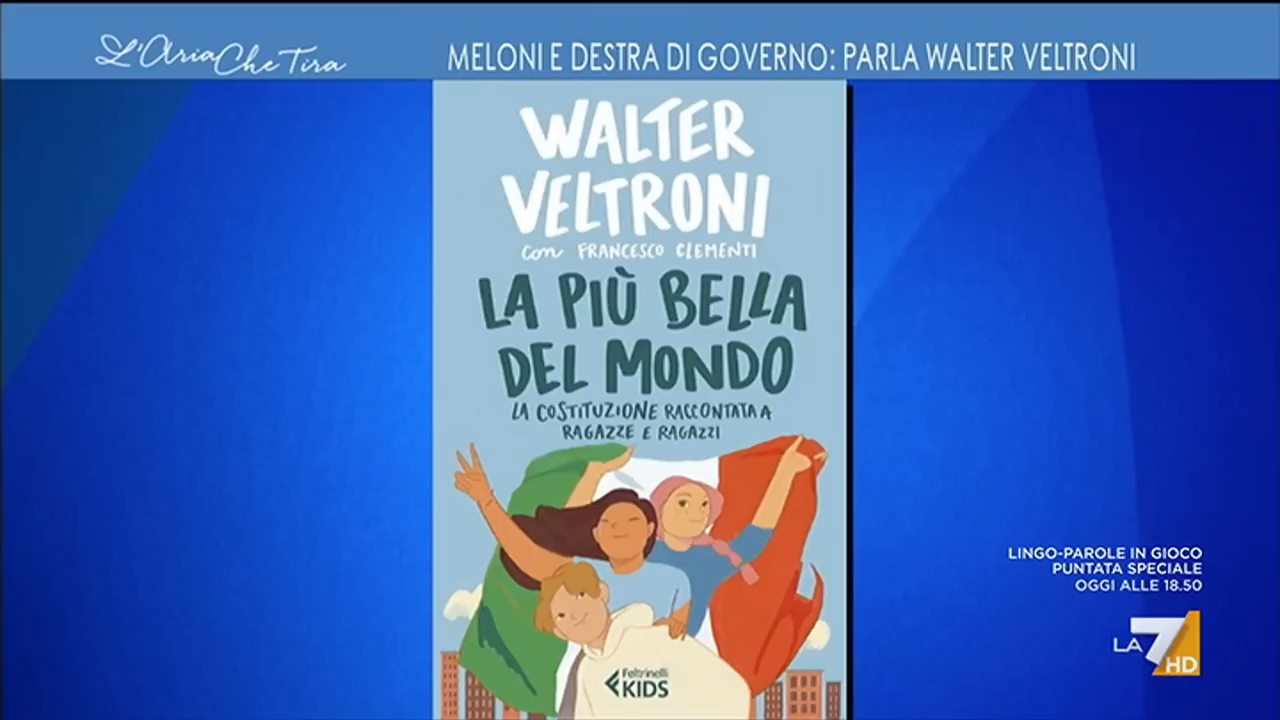 L'Aria Che Tira
MELONI E DESTRA DI GOVERNO: PARLA WALTER VELTRONI
WALTER
VELTRONI
con FRANCESCO CLEMENTI
LA PIÙ BELLA
DEL MONDO
LA COSTITUZIONE RACCONTATA A
RAGAZZE E RAGAZZI
Feltrinelli
KIDS
LINGO-PAROLE IN GIOCO
PUNTATA SPECIALE
OGGI ALLE 18.50
LA 7 HD